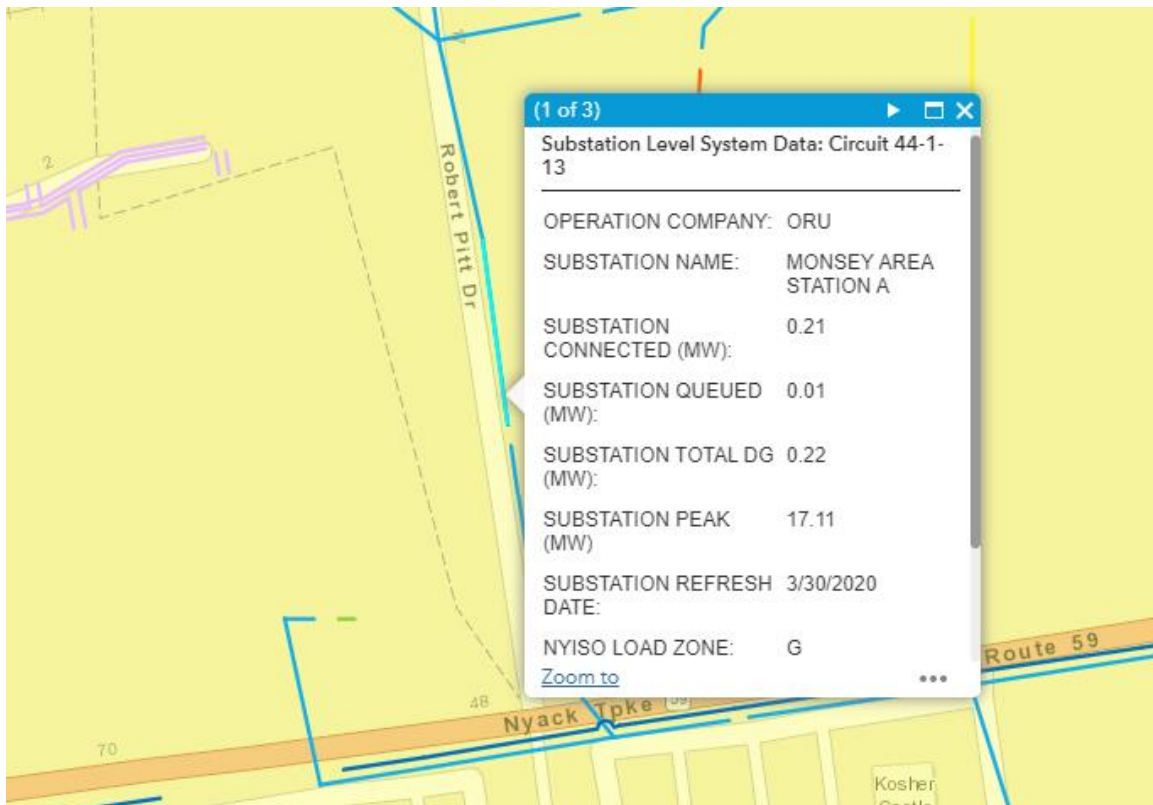 (1 of 3)
Substation Level System Data: Circuit 44-1-
13
OPERATION COMPANY: ORU
SUBSTATION NAME: MONSEY AREA
STATION A
SUBSTATION 0.21
CONNECTED (MW):
SUBSTATION QUEUED 0.01
(MW):
SUBSTATION TOTAL DG 0.22
(MW):
SUBSTATION PEAK 17.11
(MW)
SUBSTATION REFRESH 3/30/2020
DATE:
NYISO LOAD ZONE: G
Zoom to
2
Robert Pitt Dr
Route 59
48
Nyack Tpke
59
70
Kosher
Castle